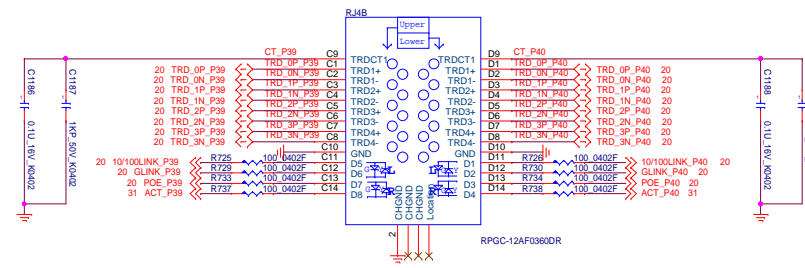 RJ4B
Upper
Lower
CT_P39 C9 TRDCT1 TRDCT1 D9 CT_P40
20 TRD_0P_P39 TRD_0P_P39 C1 TRD1+ TRD1+ D1 TRD_0P_P40 TRD_0P_P40 20
20 TRD_0N_P39 TRD_0N_P39 C2 TRD1- TRD1- D2 TRD_0N_P40 TRD_0N_P40 20
20 TRD_1P_P39 TRD_1P_P39 C3 TRD2+ TRD2+ D3 TRD_1P_P40 TRD_1P_P40 20
20 TRD_1N_P39 TRD_1N_P39 C4 TRD2- TRD2- D4 TRD_1N_P40 TRD_1N_P40 20
20 TRD_2P_P39 TRD_2P_P39 C5 TRD3+ TRD3+ D5 TRD_2P_P40 TRD_2P_P40 20
20 TRD_2N_P39 TRD_2N_P39 C6 TRD3- TRD3- D6 TRD_2N_P40 TRD_2N_P40 20
20 TRD_3P_P39 TRD_3P_P39 C7 TRD4+ TRD4+ D7 TRD_3P_P40 TRD_3P_P40 20
20 TRD_3N_P39 TRD_3N_P39 C8 TRD4- TRD4- D8 TRD_3N_P40 TRD_3N_P40 20
C10 GND GND D10
20 10/100LINK_P39 R725 100_0402F C11 D5 D1 D11 R726 100_0402F 10/100LINK_P40 20
20 GLINK_P39 R729 100_0402F C12 D6 D2 D12 R730 100_0402F GLINK_P40 20
20 POE_P39 R733 100_0402F C13 D7 D3 D13 R734 100_0402F POE_P40 20
31 ACT_P39 R737 100_0402F C14 D8 D4 D14 R738 100_0402F ACT_P40 31
C1186
0.1U_16V_K0402
C1187
1KP_50V_K0402
C1188
0.1U_16V_K0402
G
Y
G
Y
CHGND
CHGND
CHGND
2
RPGC-12AF0360DR